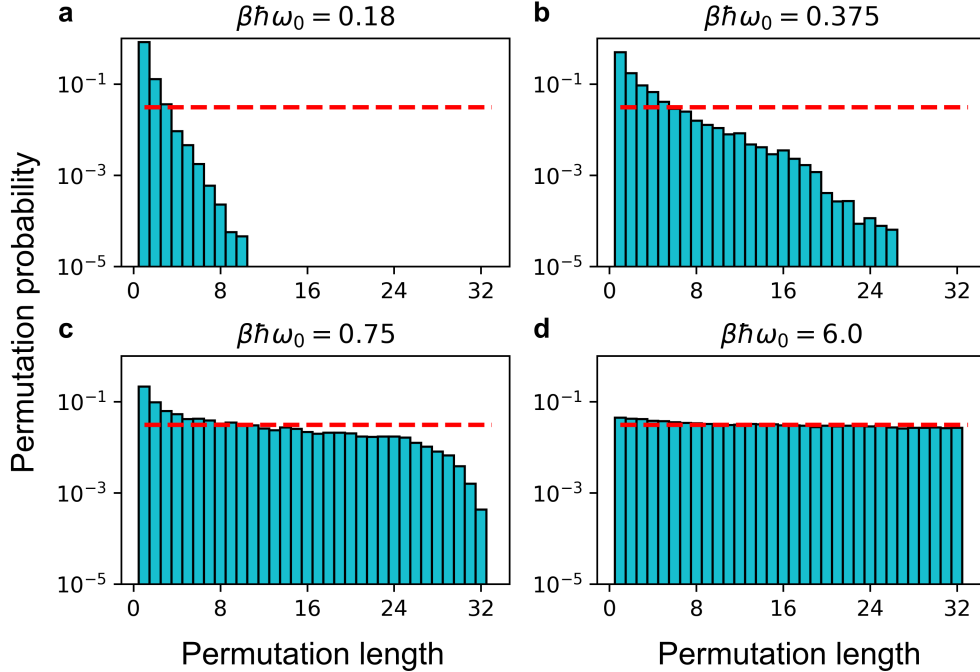 a
βħω₀ = 0.18
b
βħω₀ = 0.375
10⁻¹
10⁻³
10⁻⁵
0 8 16 24 32
10⁻¹
10⁻³
10⁻⁵
0 8 16 24 32
c
βħω₀ = 0.75
d
βħω₀ = 6.0
10⁻¹
10⁻³
10⁻⁵
0 8 16 24 32
10⁻¹
10⁻³
10⁻⁵
0 8 16 24 32
Permutation probability
Permutation length
Permutation length